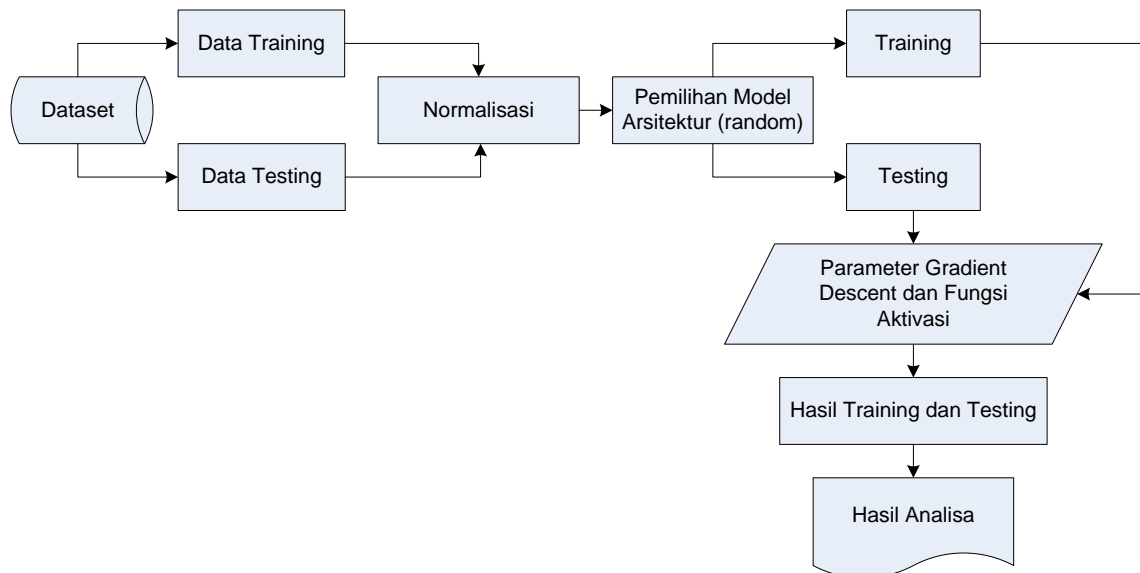 Data Training
Dataset
Data Testing
Normalisasi
Pemilihan Model
Arsitektur (random)
Training
Testing
Parameter Gradient
Descent dan Fungsi
Aktivasi
Hasil Training dan Testing
Hasil Analisa